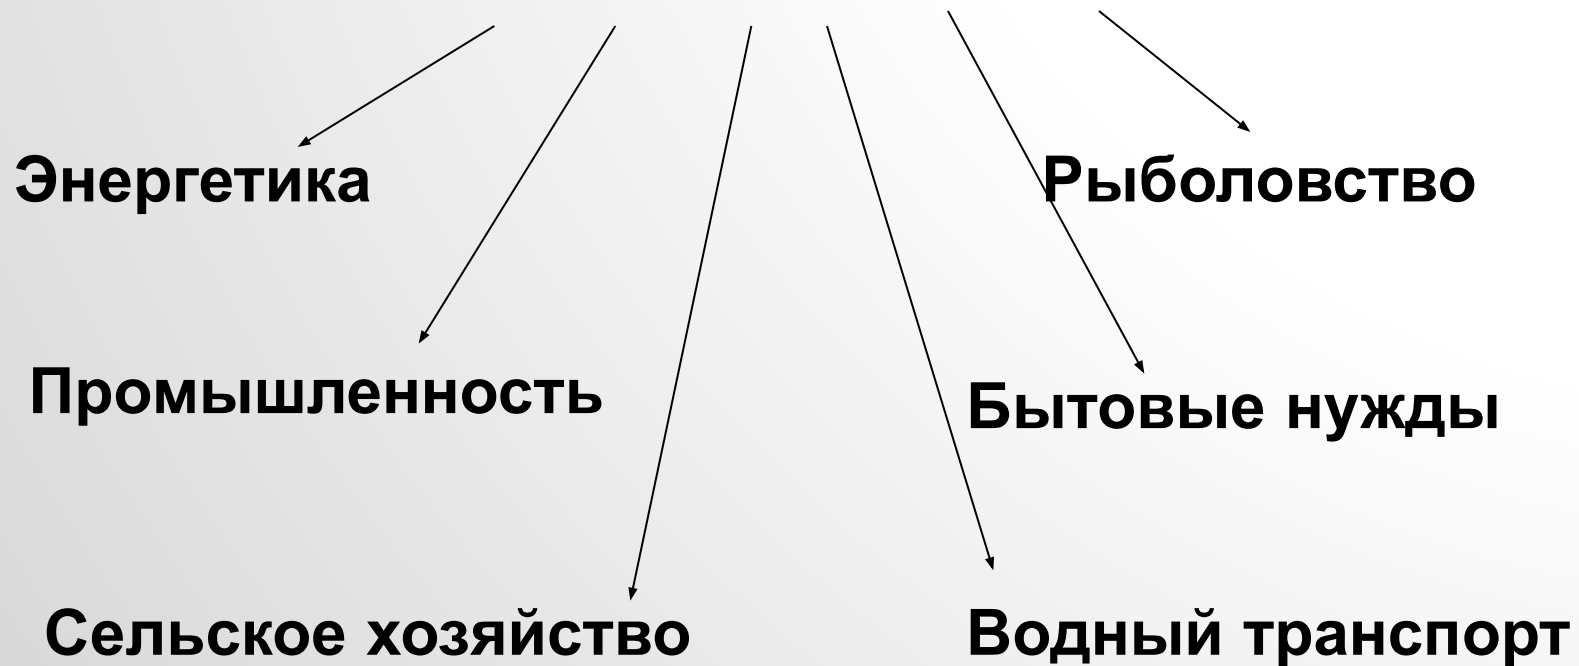 Энергетика
Рыболовство
Промышленность
Бытовые нужды
Сельское хозяйство
Водный транспорт